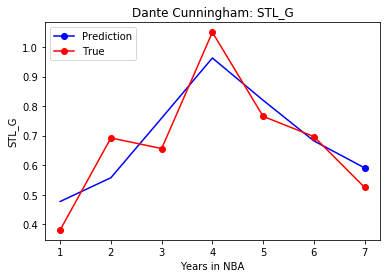 Dante Cunningham: STL_G
Prediction
True
1.0
0.9
0.8
0.7
0.6
0.5
0.4
STL_G
1 2 3 4 5 6 7
Years in NBA